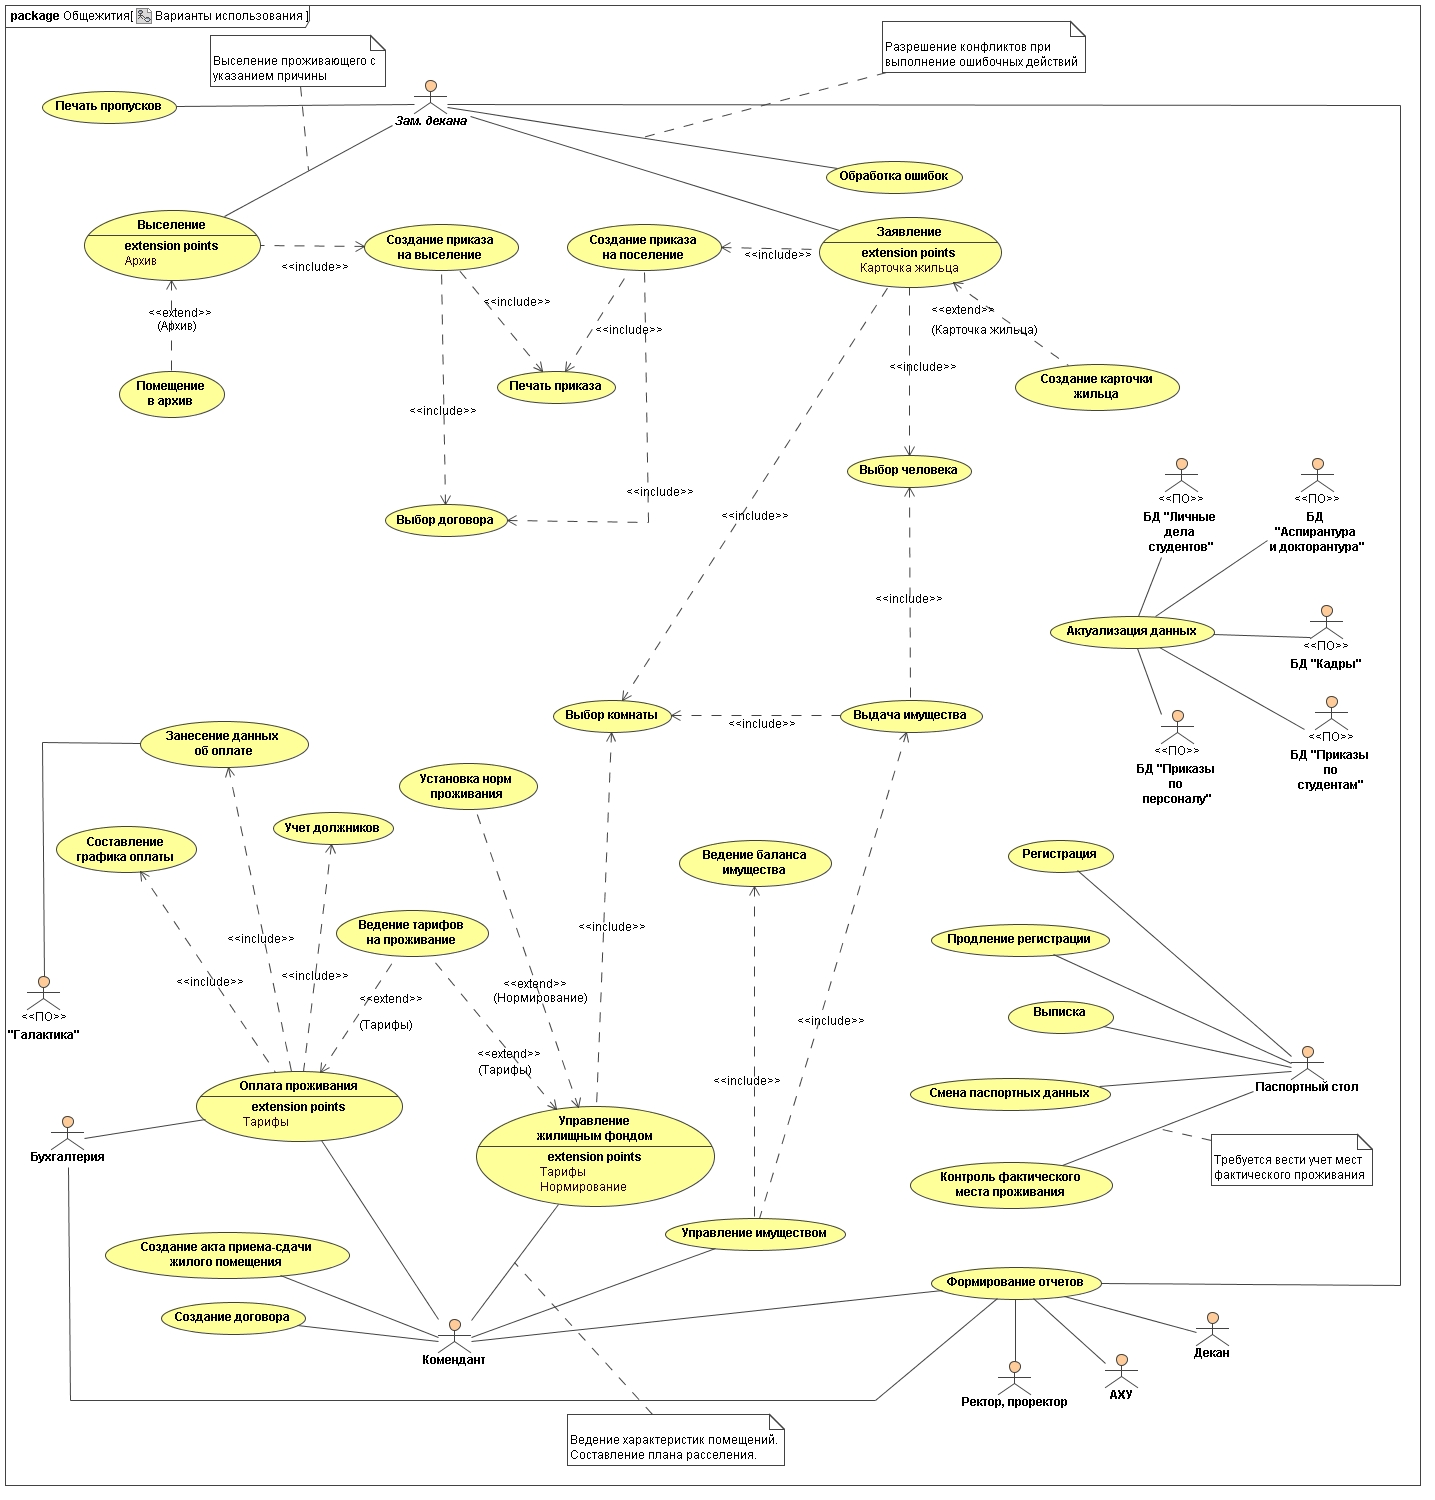 package Общежития[ Варианты использования ]
Выселение проживающего с
указанием причины
Разрешение конфликтов при
выполнение ошибочных действий
Печать пропусков
Зам. декана
Обработка ошибок
Выселение
extension points
Архив
<<include>>
Создание приказа
на выселение
Создание приказа
на поселение
<<include>>
Заявление
extension points
Карточка жильца
<<extend>>
(Архив)
<<include>>
<<include>>
<<extend>>
(Карточка жильца)
<<include>>
Помещение
в архив
Печать приказа
Создание карточки
жильца
<<include>>
Выбор человека
<<include>>
Выбор договора
<<include>>
<<ПО>>
БД "Личные
дела
студентов"
<<ПО>>
БД
"Аспирантура
и докторантура"
<<include>>
Актуализация данных
<<ПО>>
БД "Кадры"
Выбор комнаты
<<include>>
Выдача имущества
<<ПО>>
БД "Приказы
по
персоналу"
<<ПО>>
БД "Приказы
по
студентам"
Занесение данных
об оплате
Установка норм
проживания
Составление
графика оплаты
Учет должников
Ведение баланса
имущества
Регистрация
Ведение тарифов
на проживание
<<include>>
<<include>>
Продление регистрации
<<include>>
<<include>>
<<extend>>
(Нормирование)
<<extend>>
(Тарифы)
<<ПО>>
"Галактика"
<<include>>
Выписка
<<extend>>
(Тарифы)
<<include>>
Оплата проживания
extension points
Тарифы
Смена паспортных данных
Паспортный стол
Бухгалтерия
Управление
жилищным фондом
extension points
Тарифы
Нормирование
Требуется вести учет мест
фактического проживания
Контроль фактического
места проживания
Создание акта приема-сдачи
жилого помещения
Управление имуществом
Формирование отчетов
Создание договора
Комендант
Декан
АХУ
Ректор, проректор
Ведение характеристик помещений.
Составление плана расселения.